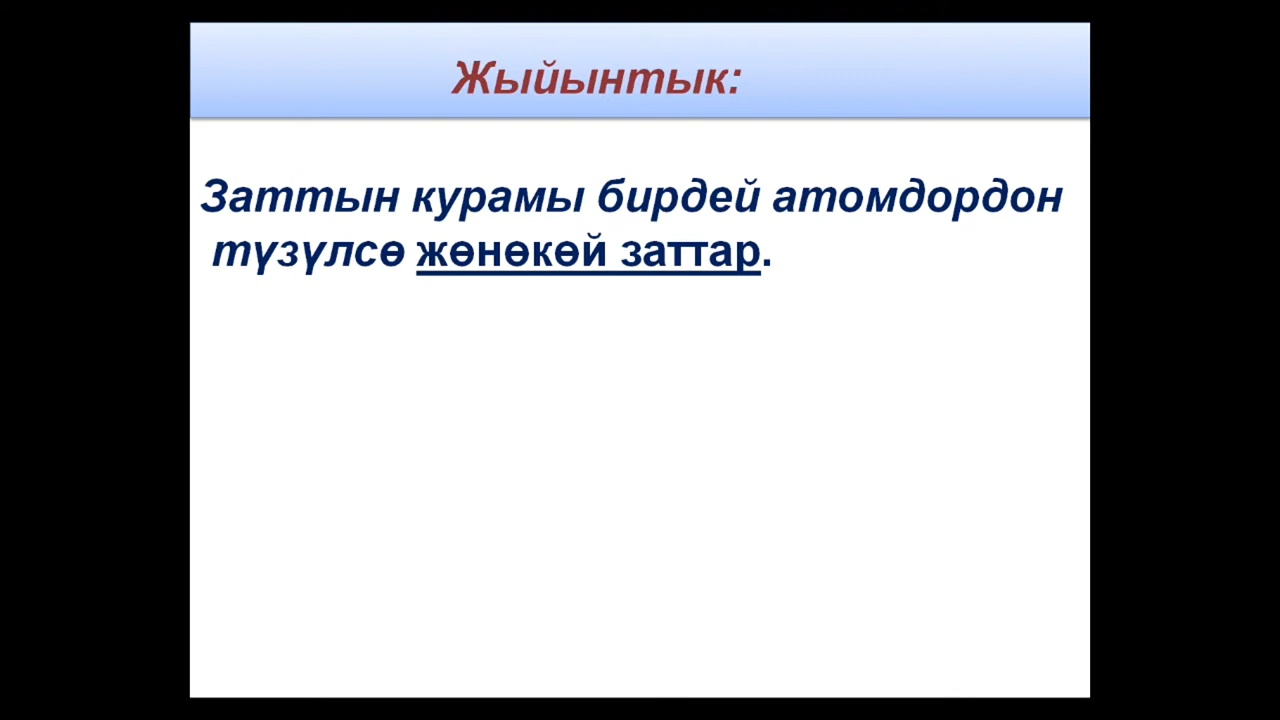 Жыйынтык:
Заттын курамы бирдей атомдордон
түзүлсө жөнөкөй заттар.